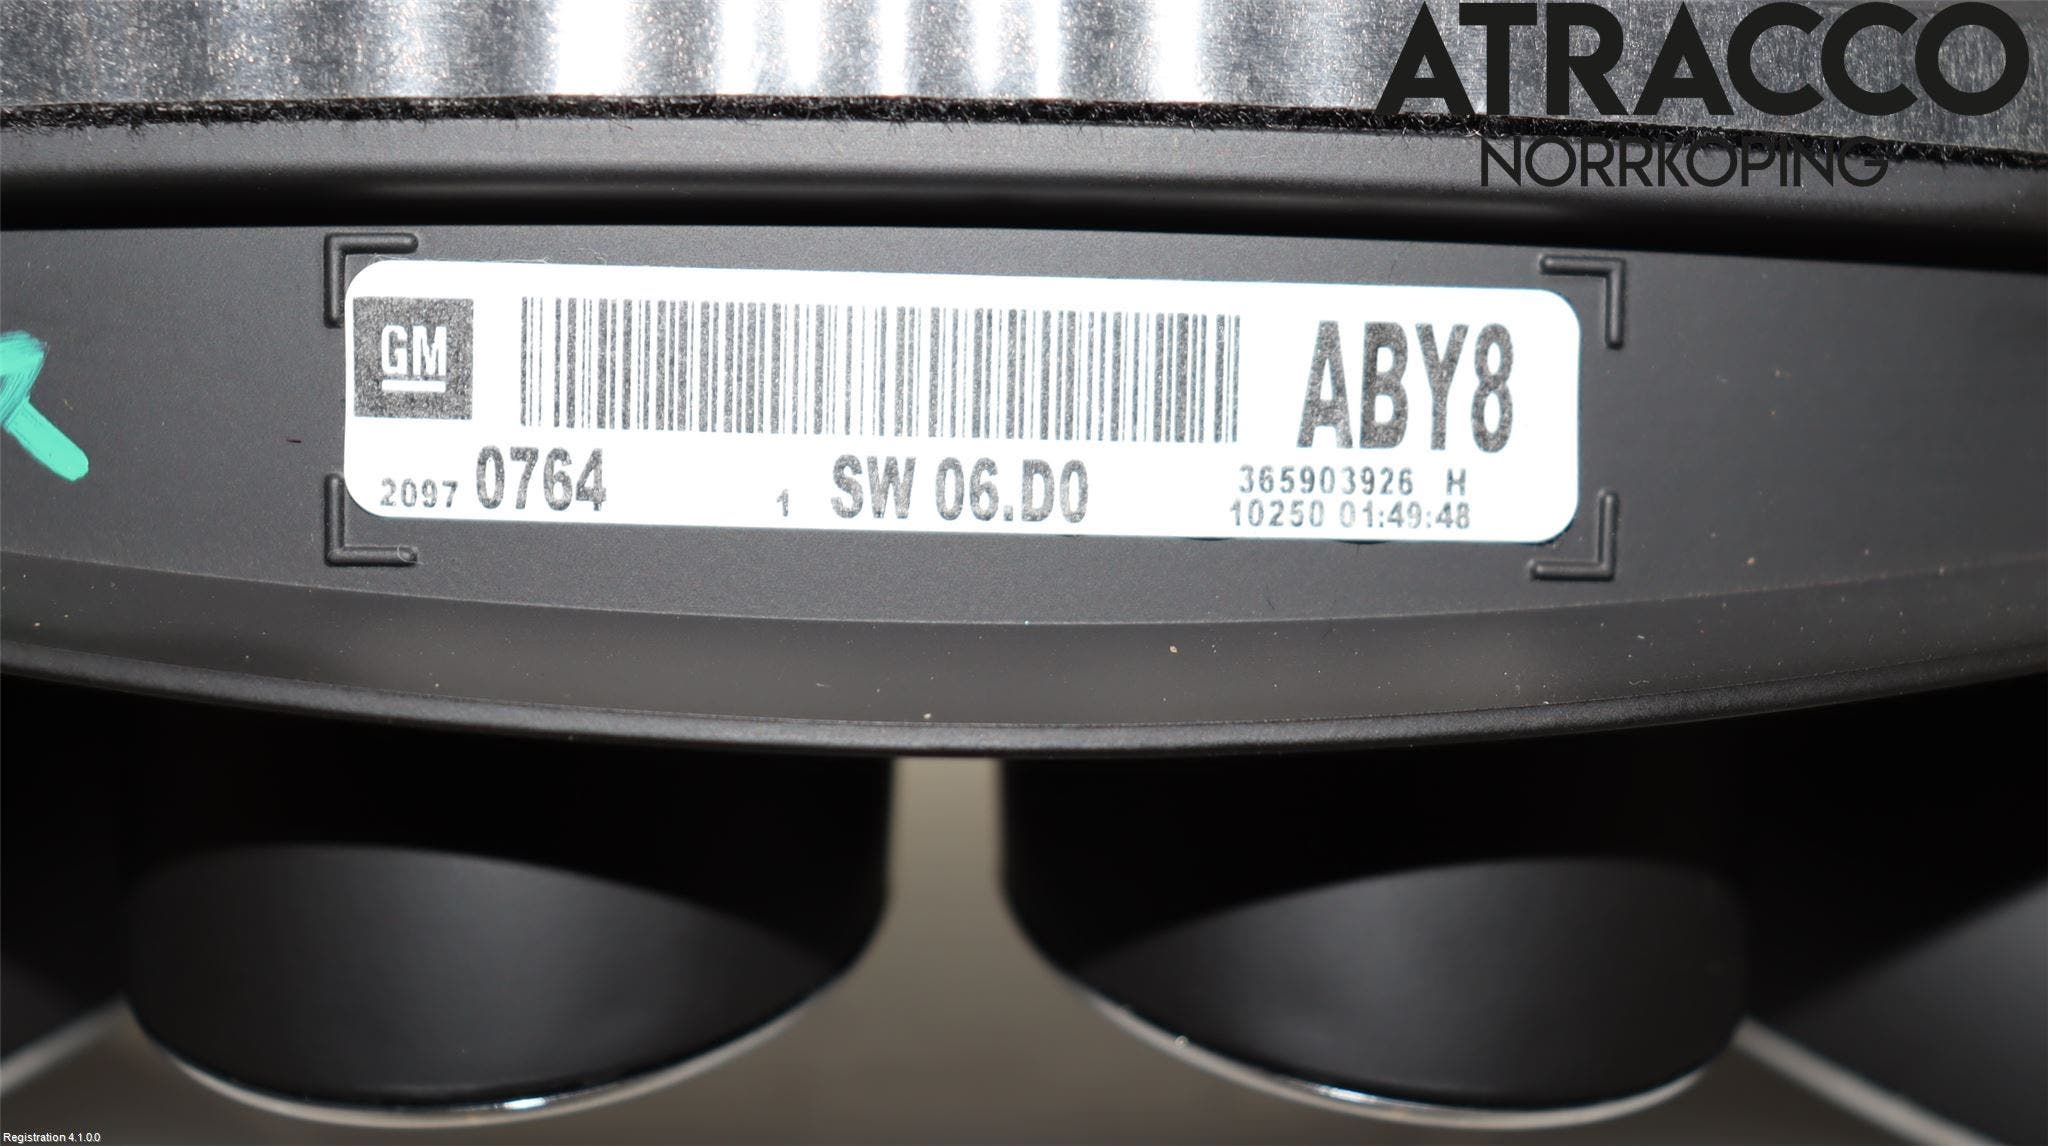 ATRACCO
NORRKÖPING
GM
ABY8
2097 0764 1 SW 06.D0
365903926 H
10250 01:49:48
Registration 4.1.0.0